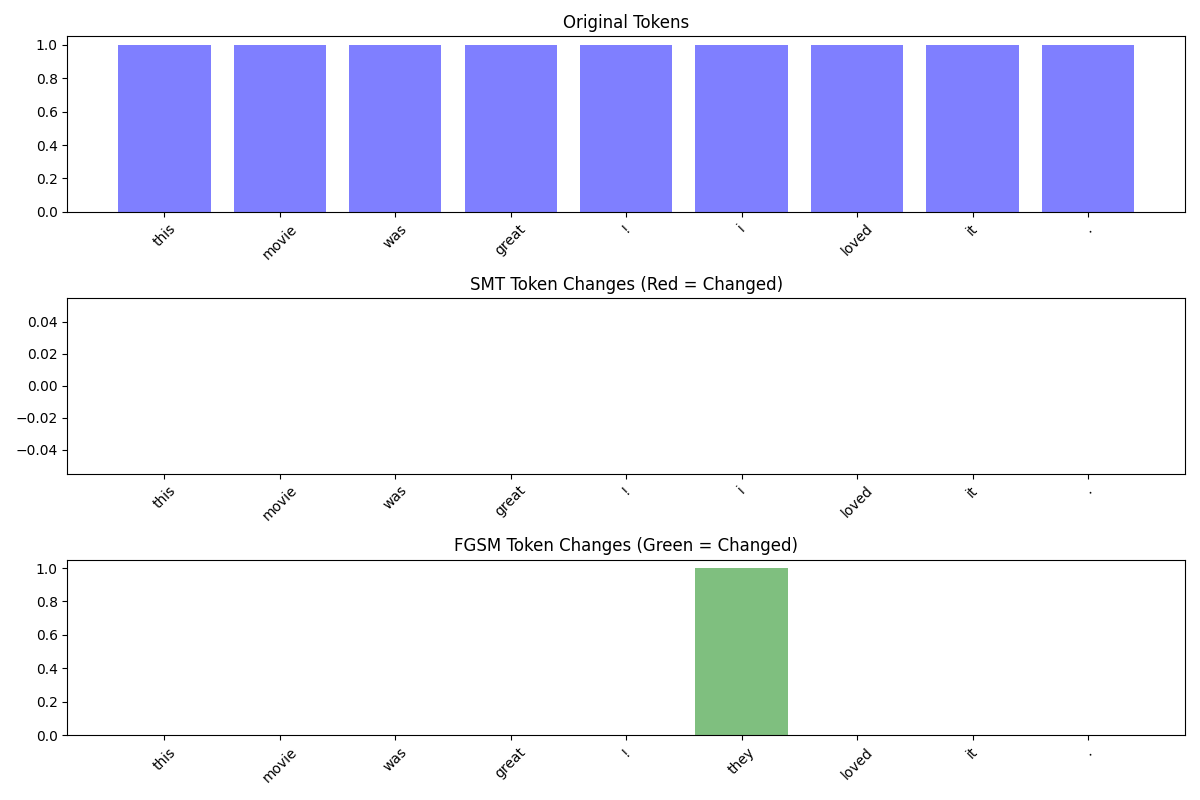 Original Tokens
1.0
0.8
0.6
0.4
0.2
0.0
this movie was great ! i loved it .
SMT Token Changes (Red = Changed)
0.04
0.02
0.00
−0.02
−0.04
this movie was great ! i loved it .
FGSM Token Changes (Green = Changed)
1.0
0.8
0.6
0.4
0.2
0.0
this movie was great ! they loved it .